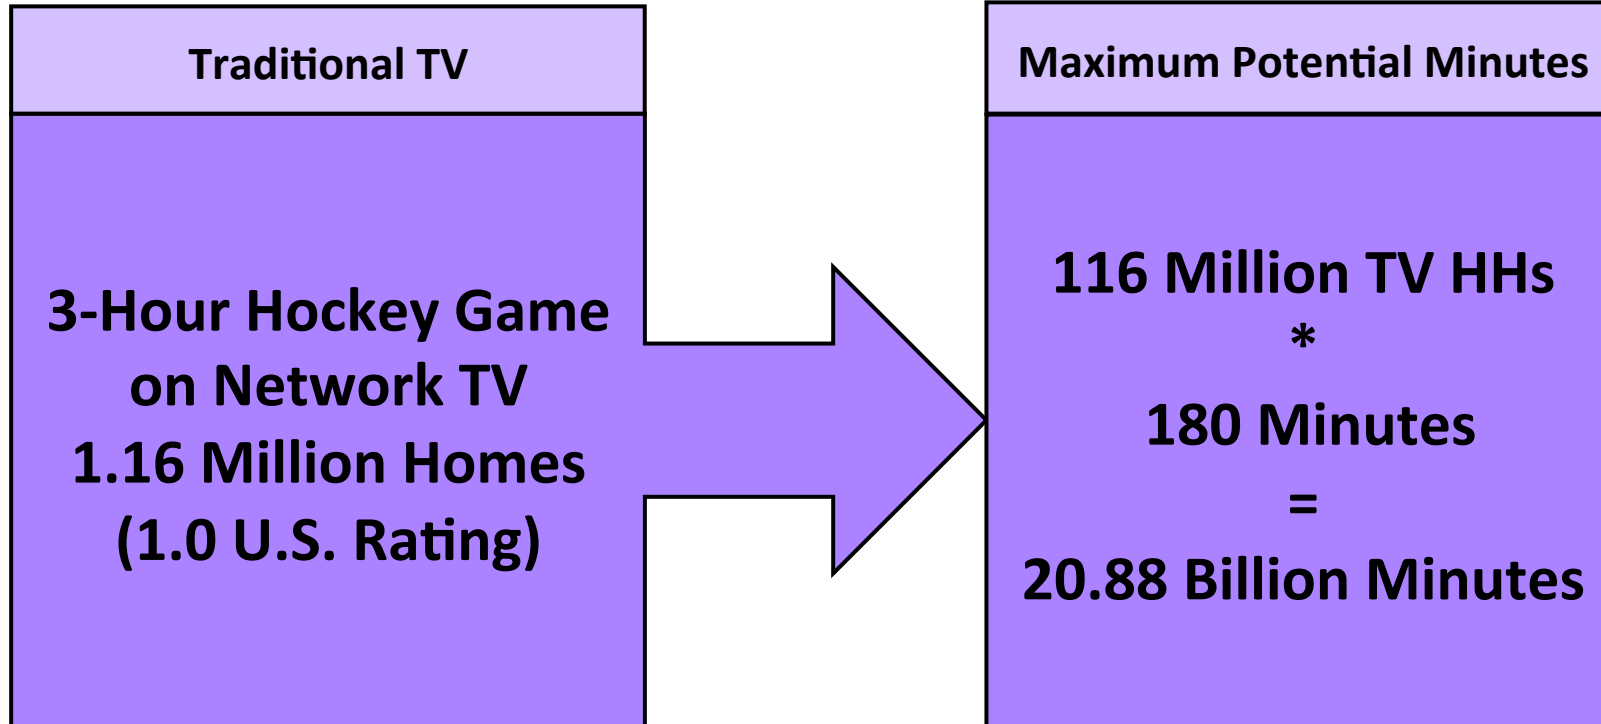 Traditional TV
3-Hour Hockey Game
on Network TV
1.16 Million Homes
(1.0 U.S. Rating)
Maximum Potential Minutes
116 Million TV HHs
*
180 Minutes
=
20.88 Billion Minutes